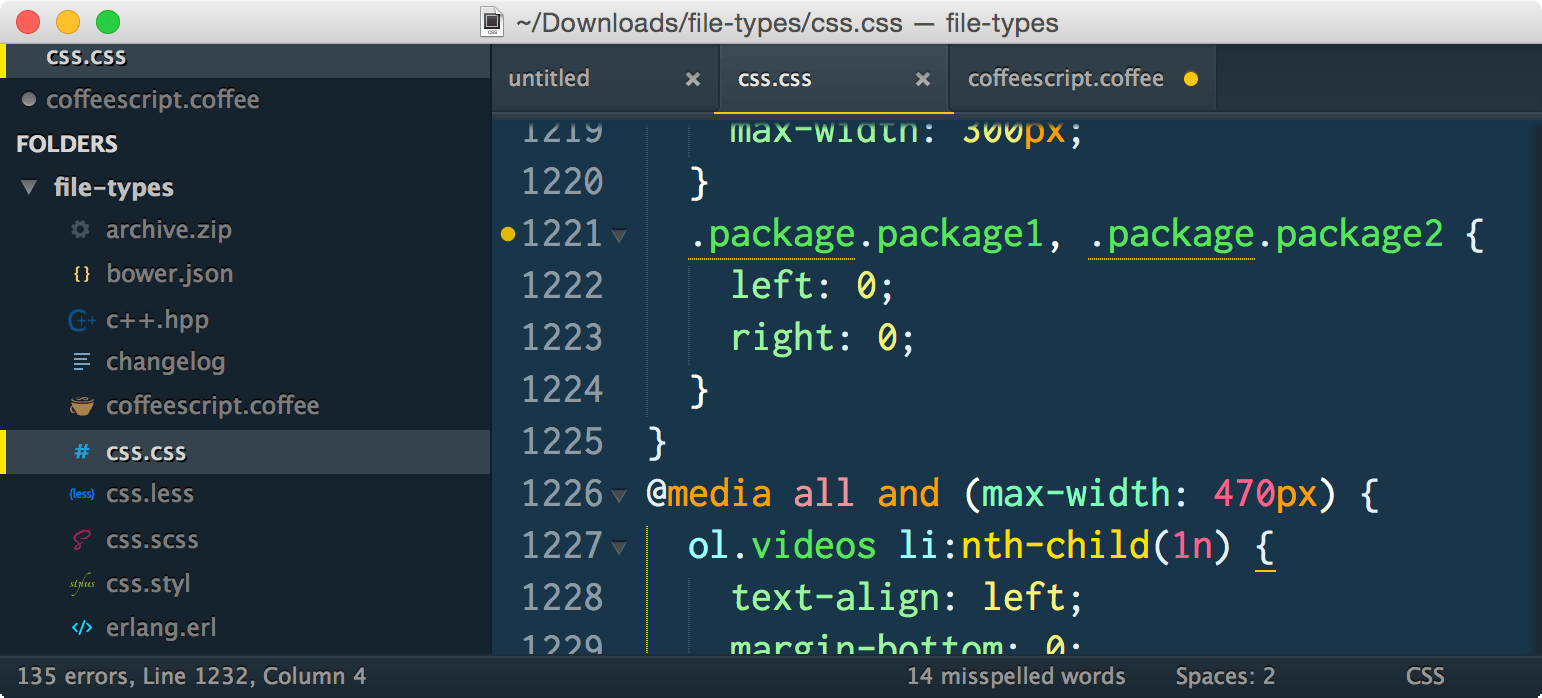 css
~/Downloads/file-types/css.css — file-types
css.css
coffeescript.coffee
FOLDERS
file-types
archive.zip
{} bower.json
C++ c++.hpp
changelog
coffeescript.coffee
# css.css
{less} css.less
css.scss
stylus css.styl
</> erlang.erl
untitled × css.css × coffeescript.coffee
1219 max-width: 300px;
1220 }
1221 .package.package1, .package.package2 {
1222 left: 0;
1223 right: 0;
1224 }
1225 }
1226 @media all and (max-width: 470px) {
1227 ol.videos li:nth-child(1n) {
1228 text-align: left;
1229 margin-bottom: 0;
135 errors, Line 1232, Column 4 14 misspelled words Spaces: 2 CSS